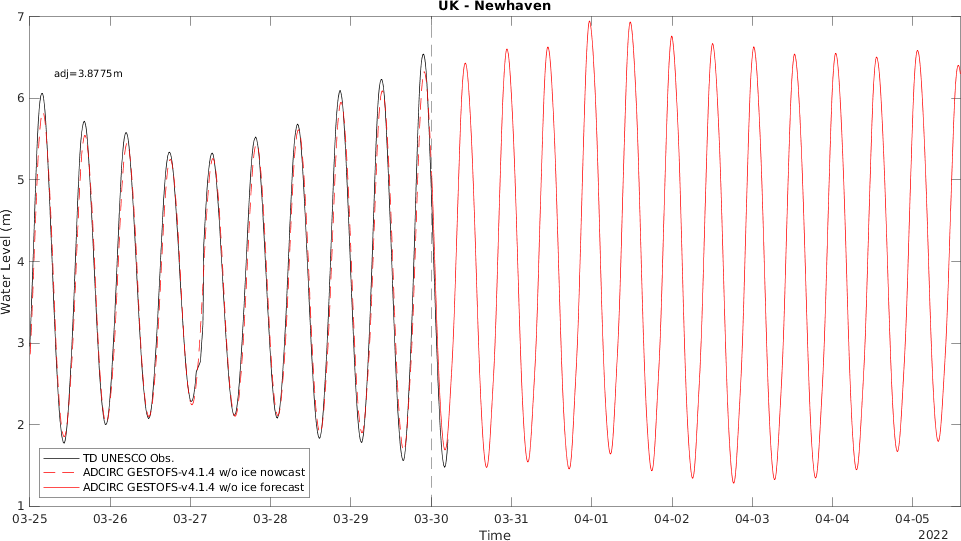 UK - Newhaven
adj=3.8775m
7
6
5
4
3
2
1
Water Level (m)
TD UNESCO Obs.
ADCIRC GESTOFS-v4.1.4 w/o ice nowcast
ADCIRC GESTOFS-v4.1.4 w/o ice forecast
03-25 03-26 03-27 03-28 03-29 03-30 03-31 04-01 04-02 04-03 04-04 04-05
Time
2022